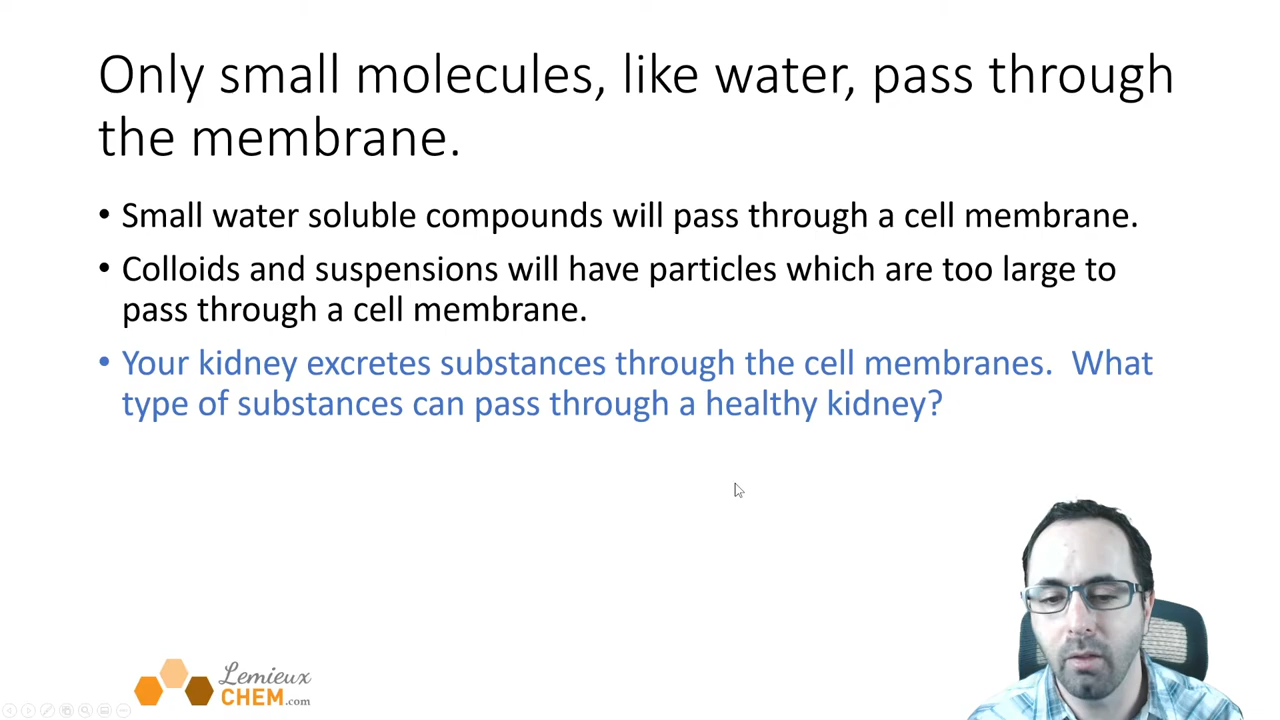 Only small molecules, like water, pass through
the membrane.
• Small water soluble compounds will pass through a cell membrane.
• Colloids and suspensions will have particles which are too large to
pass through a cell membrane.
• Your kidney excretes substances through the cell membranes.  What
type of substances can pass through a healthy kidney?
Lemieux
CHEM.com